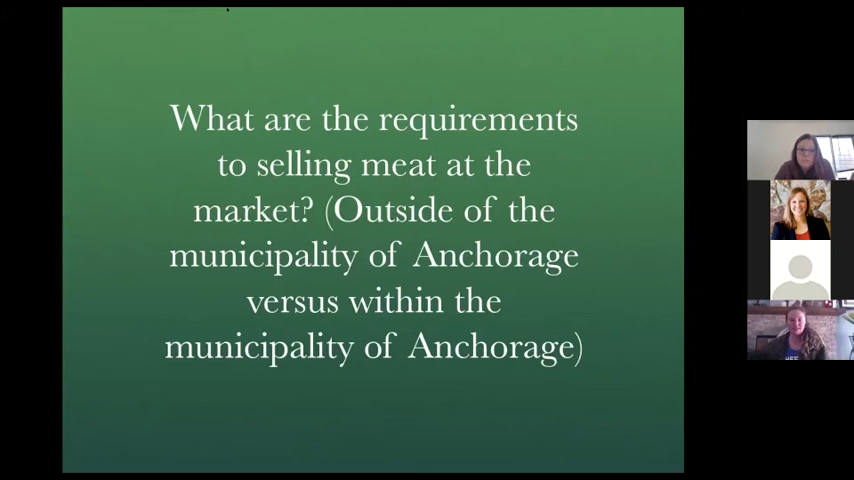 What are the requirements
to selling meat at the
market? (Outside of the
municipality of Anchorage
versus within the
municipality of Anchorage)